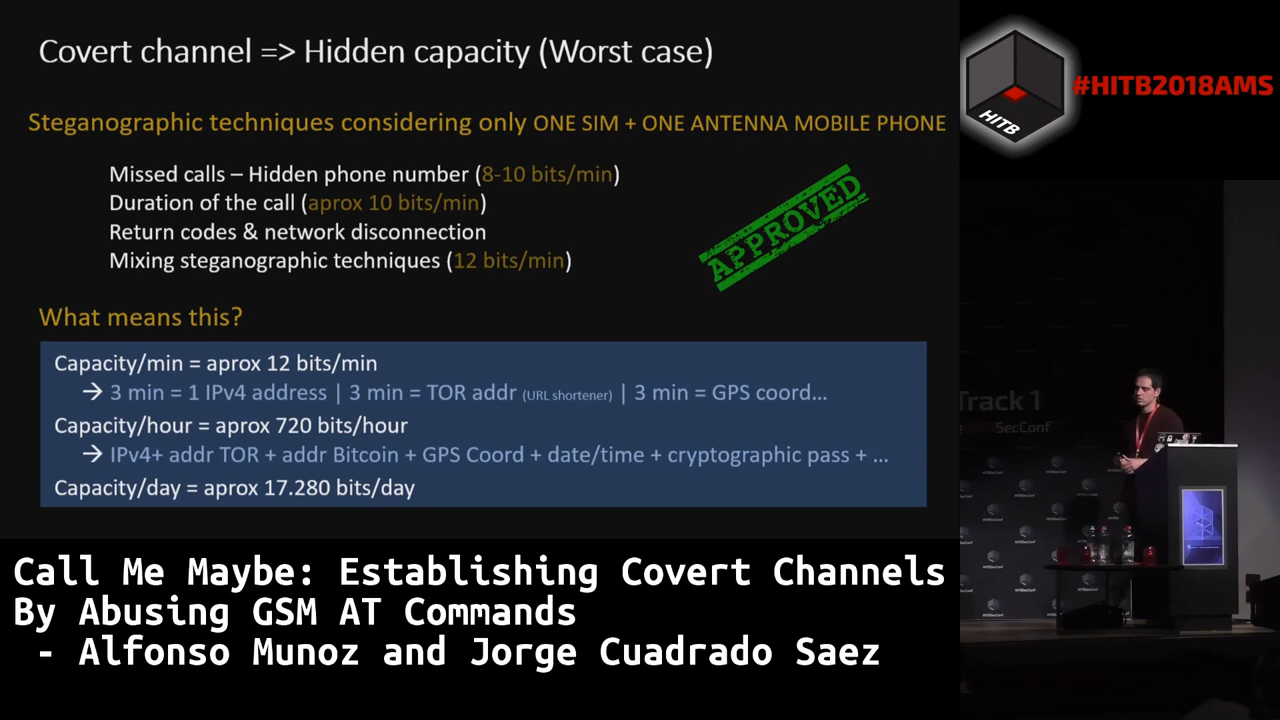 Covert channel => Hidden capacity (Worst case)
Steganographic techniques considering only ONE SIM + ONE ANTENNA MOBILE PHONE
Missed calls – Hidden phone number (8-10 bits/min)
Duration of the call (aprox 10 bits/min)
Return codes & network disconnection
Mixing steganographic techniques (12 bits/min)
APPROVED
What means this?
Capacity/min = aprox 12 bits/min
→ 3 min = 1 IPv4 address | 3 min = TOR addr (URL shortener) | 3 min = GPS coord…
Capacity/hour = aprox 720 bits/hour
→ IPv4+ addr TOR + addr Bitcoin + GPS Coord + date/time + cryptographic pass + …
Capacity/day = aprox 17.280 bits/day
HITB
#HITB2018AMS
Track 1
SecConf
Call Me Maybe: Establishing Covert Channels
By Abusing GSM AT Commands
- Alfonso Munoz and Jorge Cuadrado Saez